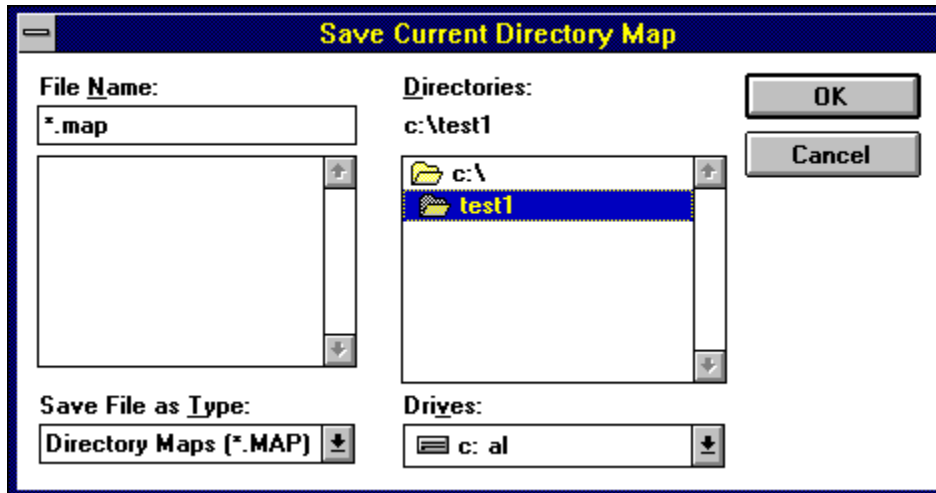 Save Current Directory Map
File Name:
*.map
Directories:
c:\test1
c:\
test1
OK
Cancel
Save File as Type:
Directory Maps (*.MAP)
Drives:
c: al